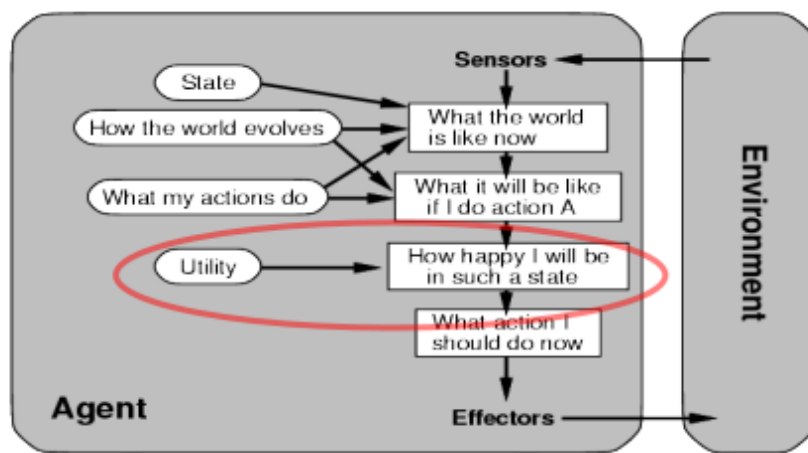 Sensors
State
What the world
is like now
How the world evolves
What my actions do
What it will be like
if I do action A
Utility
How happy I will be
in such a state
What action I
should do now
Agent
Effectors
Environment